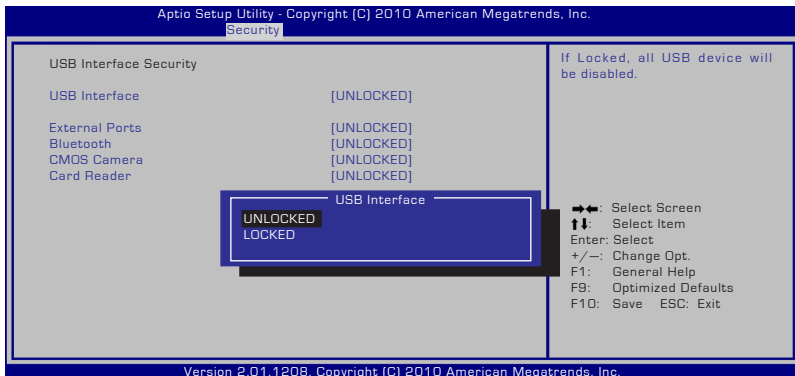 Aptio Setup Utility - Copyright (C) 2010 American Megatrends, Inc.
Security
USB Interface Security
USB Interface [UNLOCKED]
External Ports [UNLOCKED]
Bluetooth [UNLOCKED]
CMOS Camera [UNLOCKED]
Card Reader [UNLOCKED]
USB Interface
UNLOCKED
LOCKED
If Locked, all USB device will
be disabled.
→←: Select Screen
↑↓: Select Item
Enter: Select
+/—: Change Opt.
F1: General Help
F9: Optimized Defaults
F10: Save ESC: Exit
Version 2.01.1208. Copyright (C) 2010 American Megatrends, Inc.